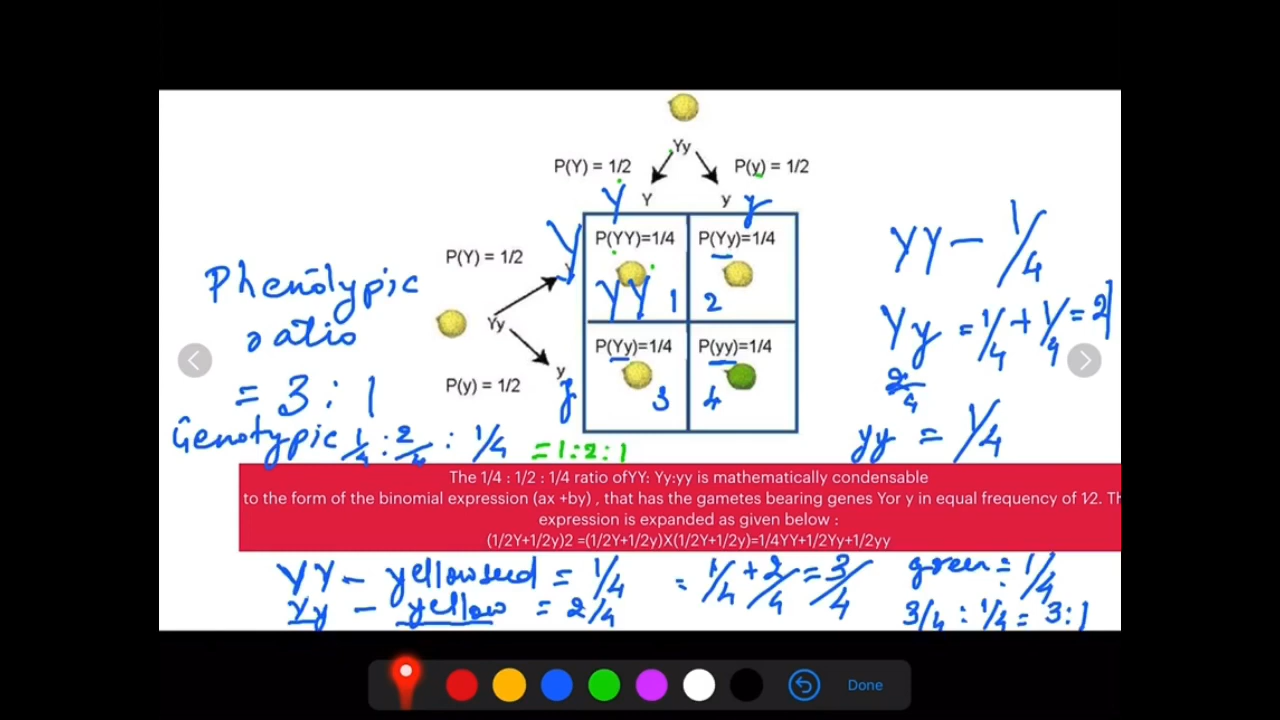 Yy
P(Y) = 1/2 P(y) = 1/2
Y y
Y y
P(YY)=1/4 P(Yy)=1/4
P(Y) = 1/2 Y
YY 1 2
Yy
P(Yy)=1/4 P(yy)=1/4
P(y) = 1/2 y
y 3 4
Phenotypic
ratio
= 3 : 1
Genotypic 1/4 : 2/4 : 1/4 = 1:2:1
YY - 1/4
Yy = 1/4 + 1/4 = 2
2/4
yy = 1/4
The 1/4 : 1/2 : 1/4 ratio ofYY: Yy:yy is mathematically condensable
to the form of the binomial expression (ax +by) , that has the gametes bearing genes Yor y in equal frequency of 1⁄2.
expression is expanded as given below :
(1/2Y+1/2y)2 =(1/2Y+1/2y)X(1/2Y+1/2y)=1/4YY+1/2Yy+1/2yy
YY - yellow seed = 1/4 = 1/4 + 2/4 = 3/4 green = 1/4
Yy - yellow = 2/4 3/4 : 1/4 = 3:1
Done